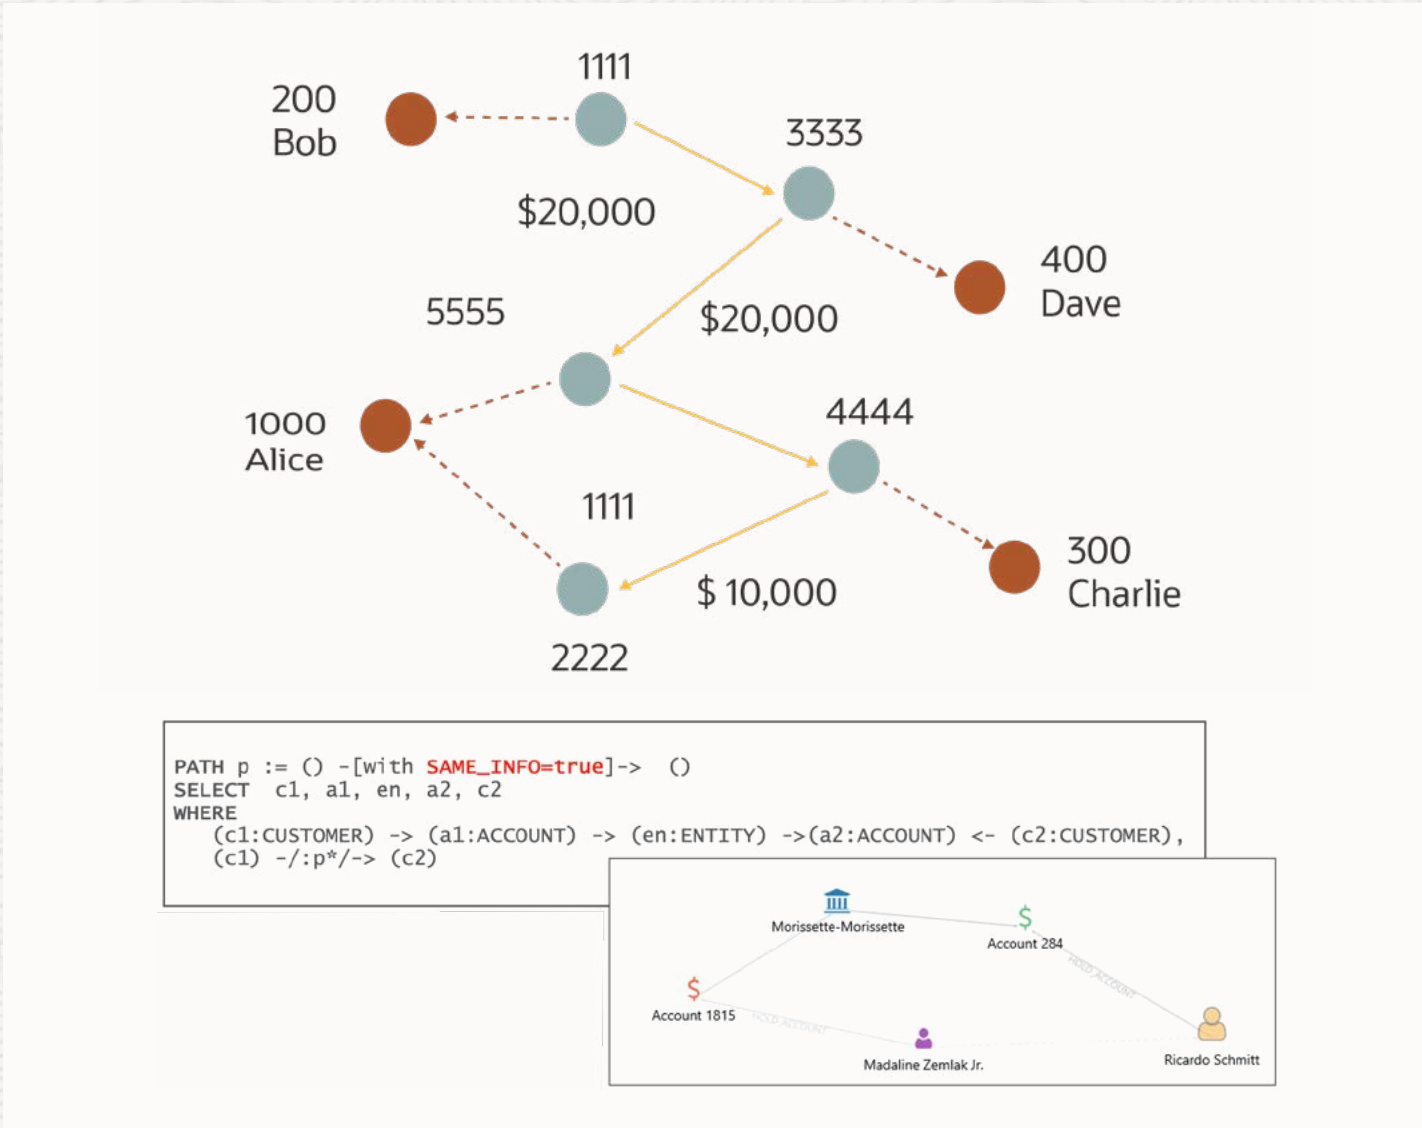 1111
200
Bob
3333
$20,000
400
Dave
5555
$20,000
4444
1000
Alice
1111
300
Charlie
$ 10,000
2222
PATH p := () -[with SAME_INFO=true]-> ()
SELECT c1, a1, en, a2, c2
WHERE
(c1:CUSTOMER) -> (a1:ACCOUNT) -> (en:ENTITY) ->(a2:ACCOUNT) <- (c2:CUSTOMER),
(c1) -/:p*/-> (c2)
Morissette-Morissette
Account 284
HOLD_ACCOUNT
Account 1815
HOLD_ACCOUNT
Madaline Zemlak Jr.
Ricardo Schmitt